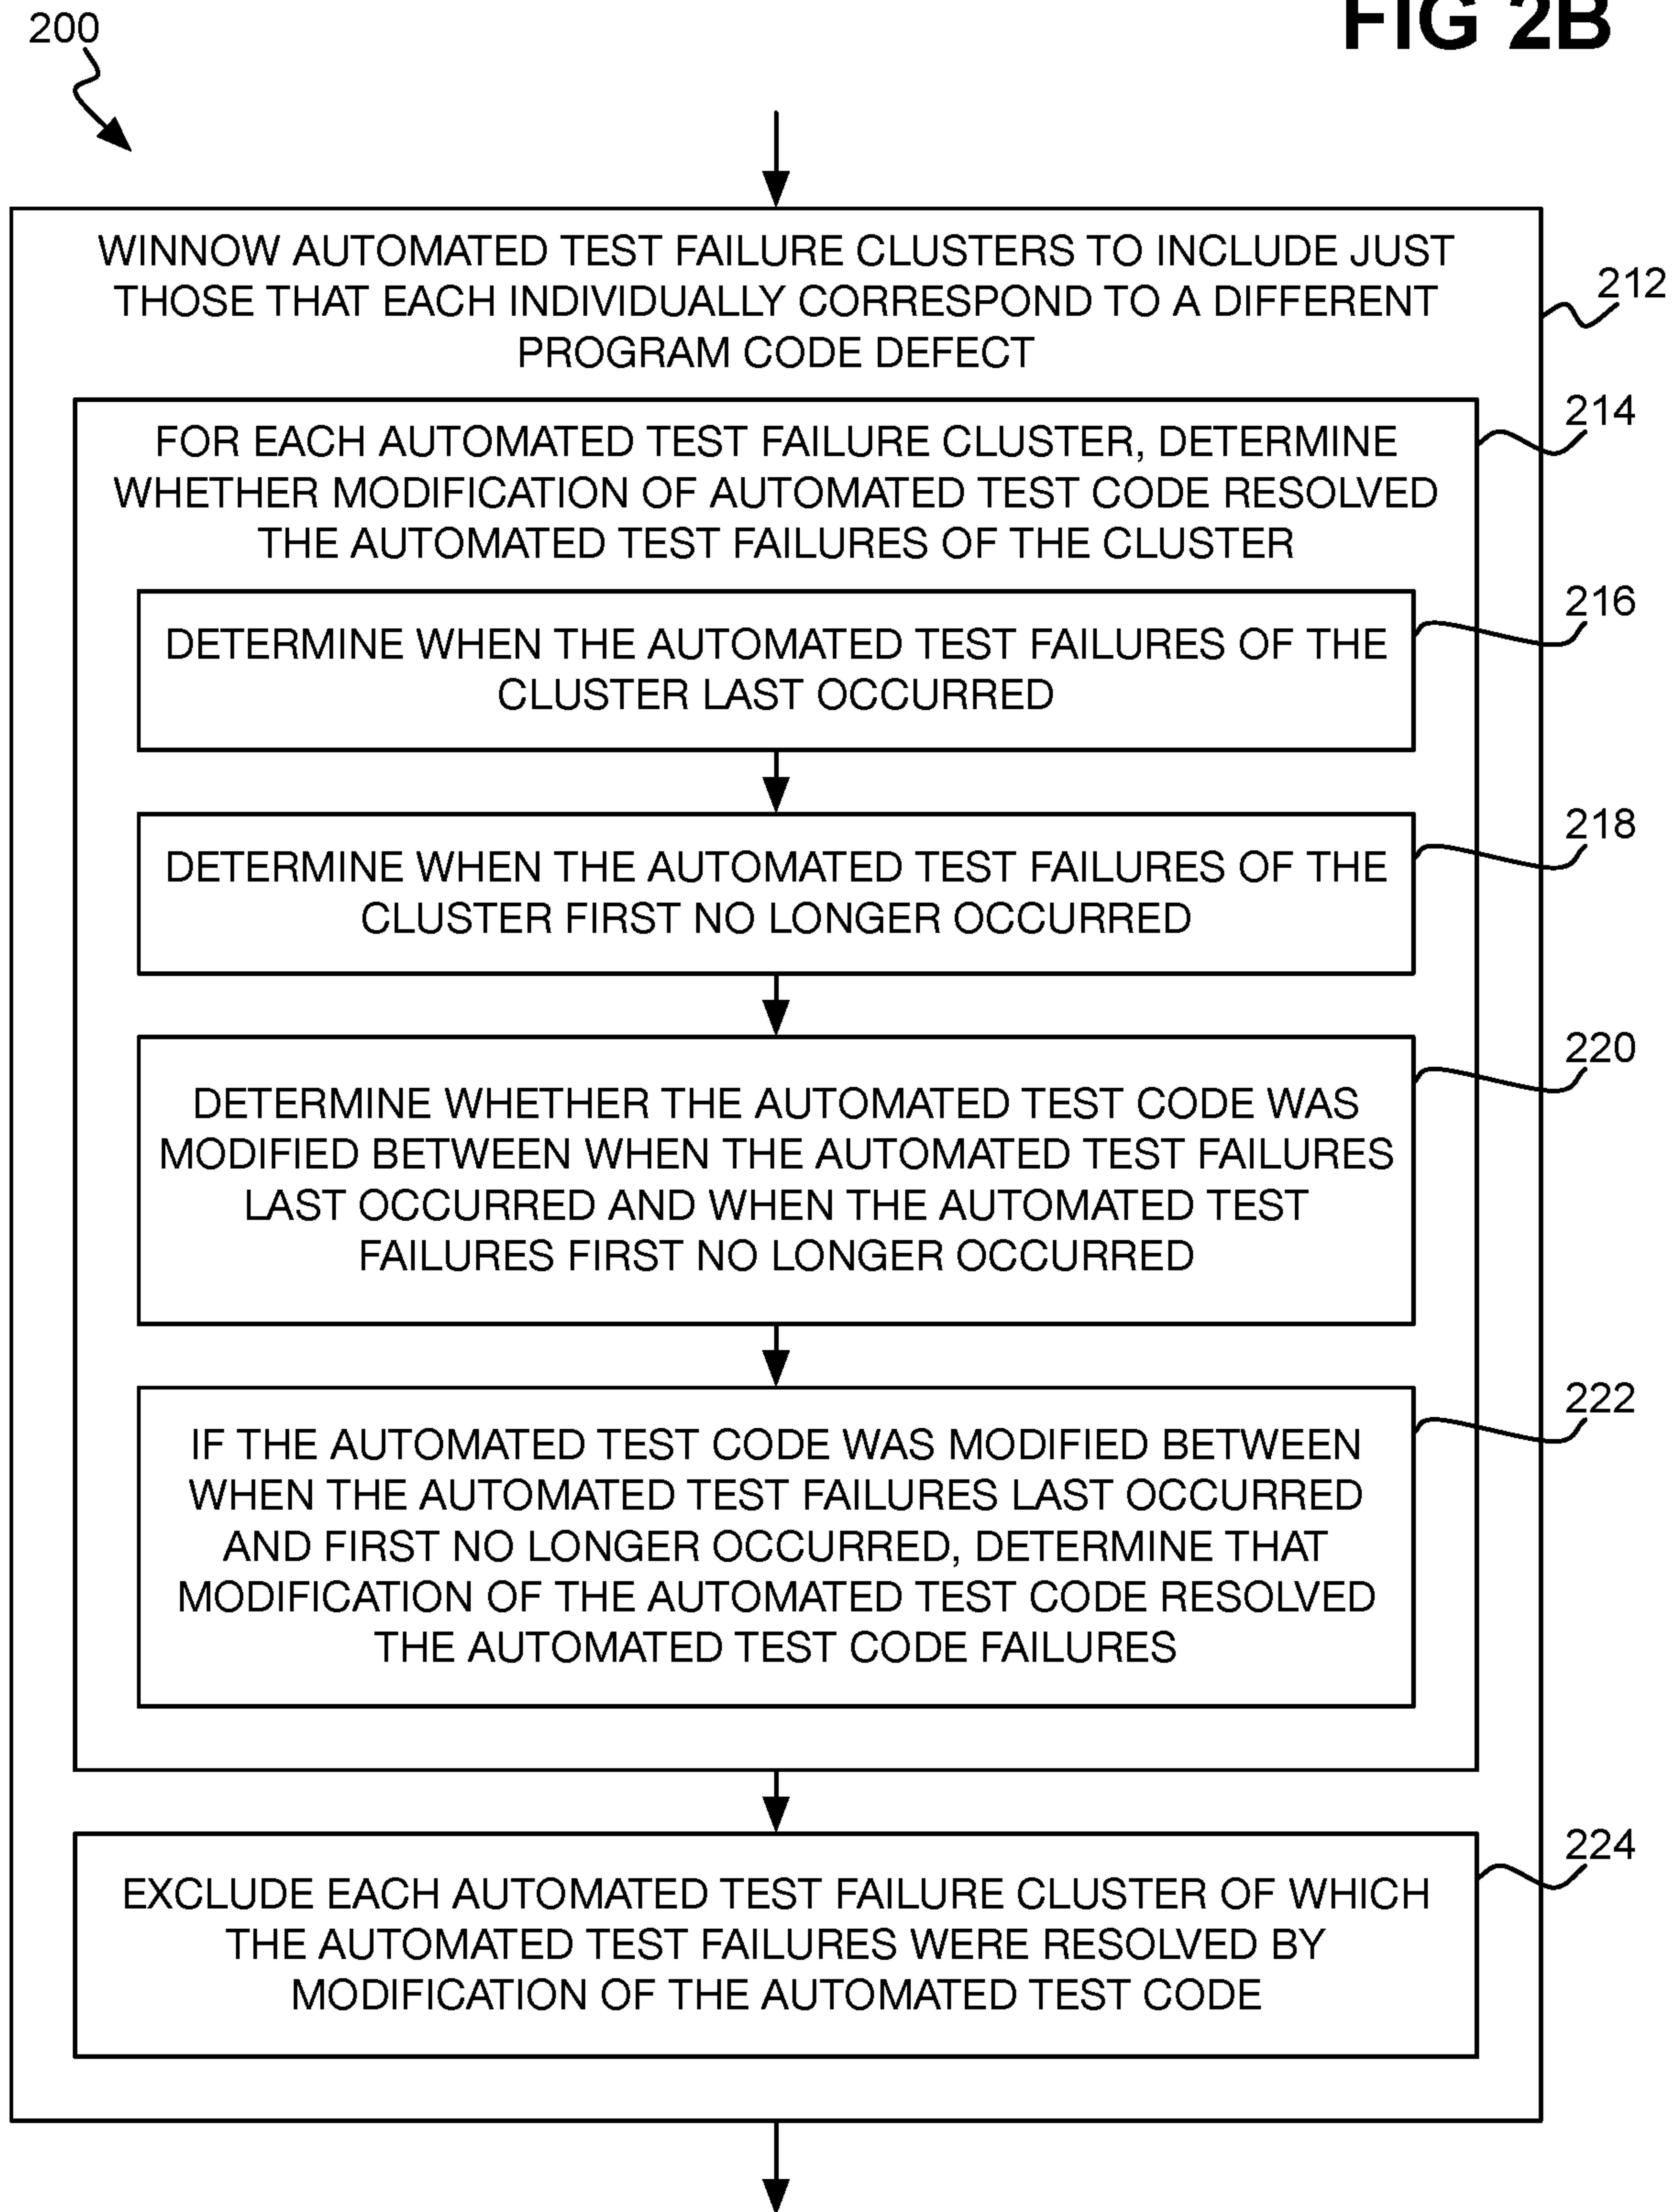 FIG 2B
200
WINNOW AUTOMATED TEST FAILURE CLUSTERS TO INCLUDE JUST
THOSE THAT EACH INDIVIDUALLY CORRESPOND TO A DIFFERENT
PROGRAM CODE DEFECT
212
FOR EACH AUTOMATED TEST FAILURE CLUSTER, DETERMINE
WHETHER MODIFICATION OF AUTOMATED TEST CODE RESOLVED
THE AUTOMATED TEST FAILURES OF THE CLUSTER
214
DETERMINE WHEN THE AUTOMATED TEST FAILURES OF THE
CLUSTER LAST OCCURRED
216
DETERMINE WHEN THE AUTOMATED TEST FAILURES OF THE
CLUSTER FIRST NO LONGER OCCURRED
218
DETERMINE WHETHER THE AUTOMATED TEST CODE WAS
MODIFIED BETWEEN WHEN THE AUTOMATED TEST FAILURES
LAST OCCURRED AND WHEN THE AUTOMATED TEST
FAILURES FIRST NO LONGER OCCURRED
220
IF THE AUTOMATED TEST CODE WAS MODIFIED BETWEEN
WHEN THE AUTOMATED TEST FAILURES LAST OCCURRED
AND FIRST NO LONGER OCCURRED, DETERMINE THAT
MODIFICATION OF THE AUTOMATED TEST CODE RESOLVED
THE AUTOMATED TEST CODE FAILURES
222
EXCLUDE EACH AUTOMATED TEST FAILURE CLUSTER OF WHICH
THE AUTOMATED TEST FAILURES WERE RESOLVED BY
MODIFICATION OF THE AUTOMATED TEST CODE
224